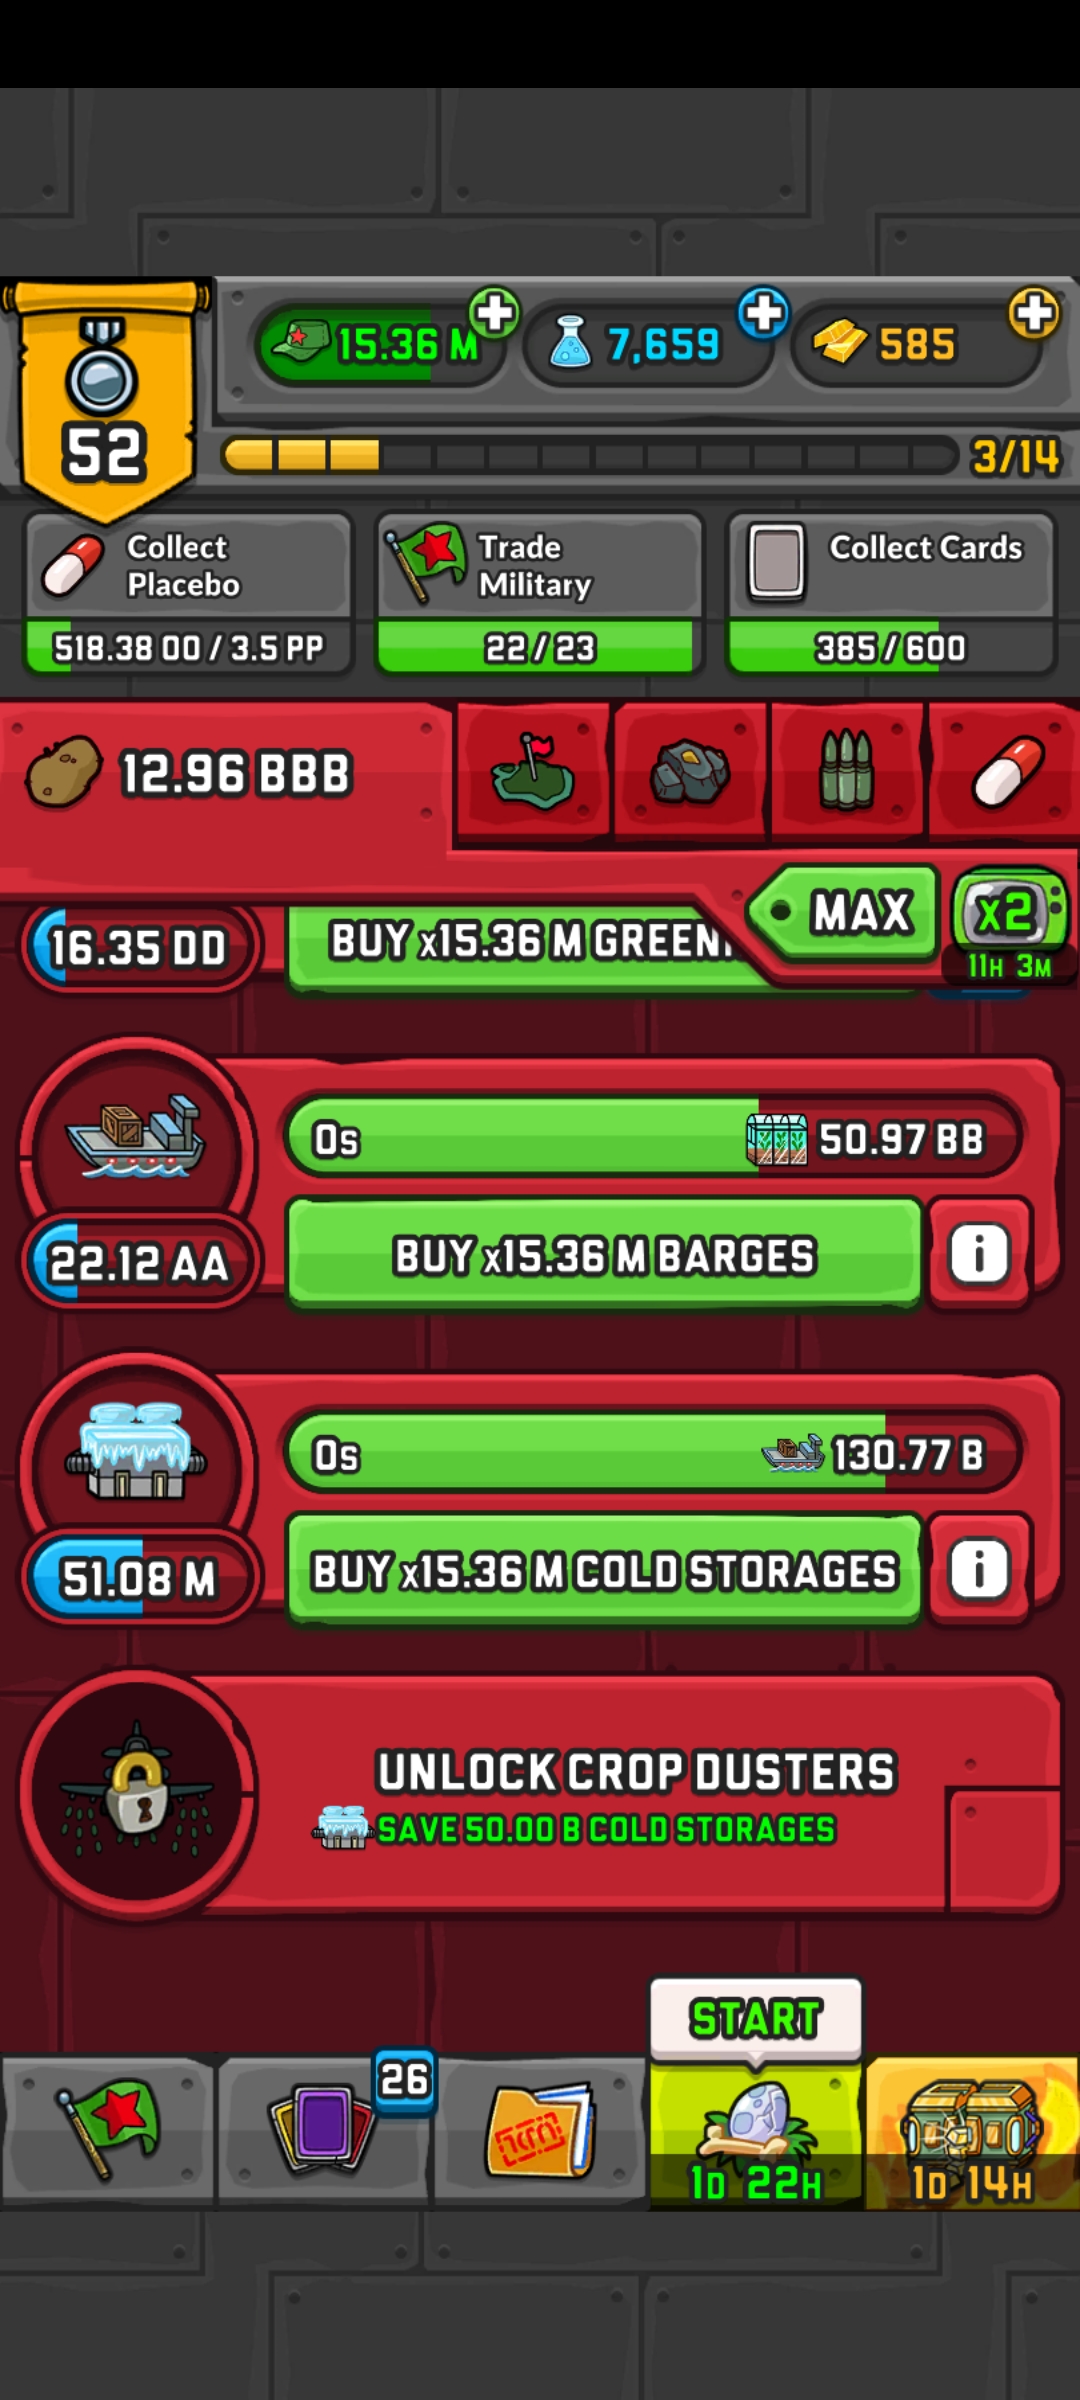 15.36 M
7,659
585
52
3/14
Collect
Placebo
Trade
Military
Collect Cards
518.38 OO / 3.5 PP
22 / 23
385 / 600
12.96 BBB
MAX
x2
11H 3M
16.35 DD
BUY x15.36 M
0s
50.97 BB
22.12 AA
BUY x15.36 M BARGES
i
0s
130.77 B
51.08 M
BUY x15.36 M COLD STORAGES
i
UNLOCK CROP DUSTERS
SAVE 50.00 B COLD STORAGES
START
26
1D 22H
1D 14H